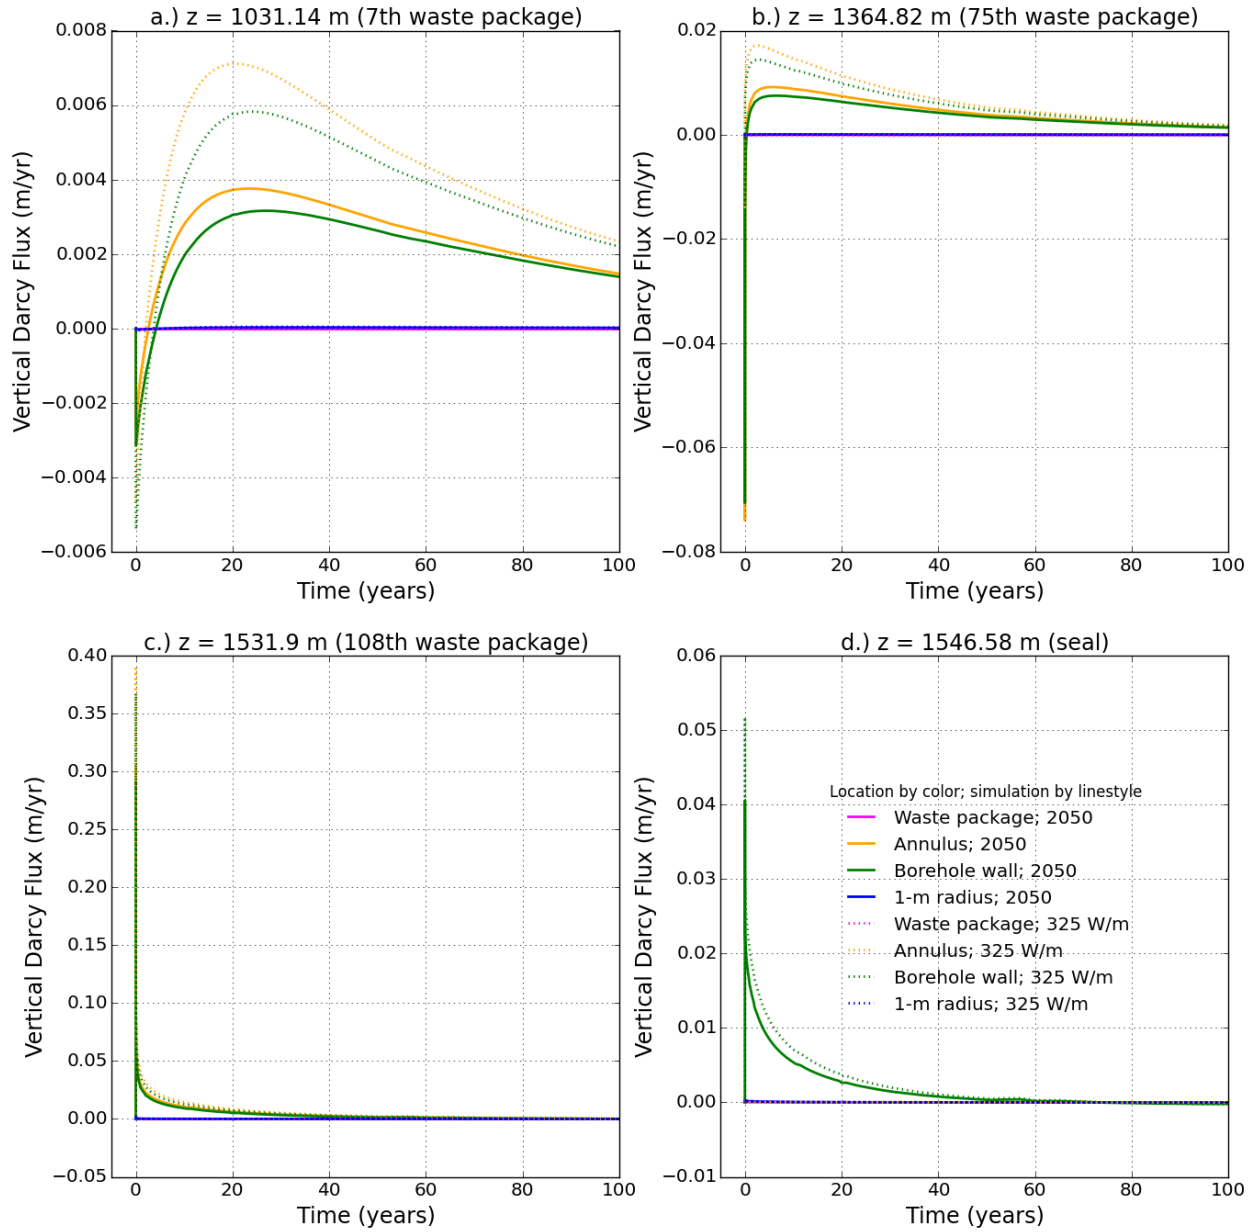 a.) z = 1031.14 m (7th waste package)
0.008
0.006
0.004
0.002
0.000
−0.002
−0.004
−0.006
Vertical Darcy Flux (m/yr)
0 20 40 60 80 100
Time (years)
b.) z = 1364.82 m (75th waste package)
0.02
0.00
−0.02
−0.04
−0.06
−0.08
Vertical Darcy Flux (m/yr)
0 20 40 60 80 100
Time (years)
c.) z = 1531.9 m (108th waste package)
0.40
0.35
0.30
0.25
0.20
0.15
0.10
0.05
0.00
−0.05
Vertical Darcy Flux (m/yr)
0 20 40 60 80 100
Time (years)
d.) z = 1546.58 m (seal)
0.06
0.05
0.04
0.03
0.02
0.01
0.00
−0.01
Vertical Darcy Flux (m/yr)
Location by color; simulation by linestyle
Waste package; 2050
Annulus; 2050
Borehole wall; 2050
1-m radius; 2050
Waste package; 325 W/m
Annulus; 325 W/m
Borehole wall; 325 W/m
1-m radius; 325 W/m
0 20 40 60 80 100
Time (years)